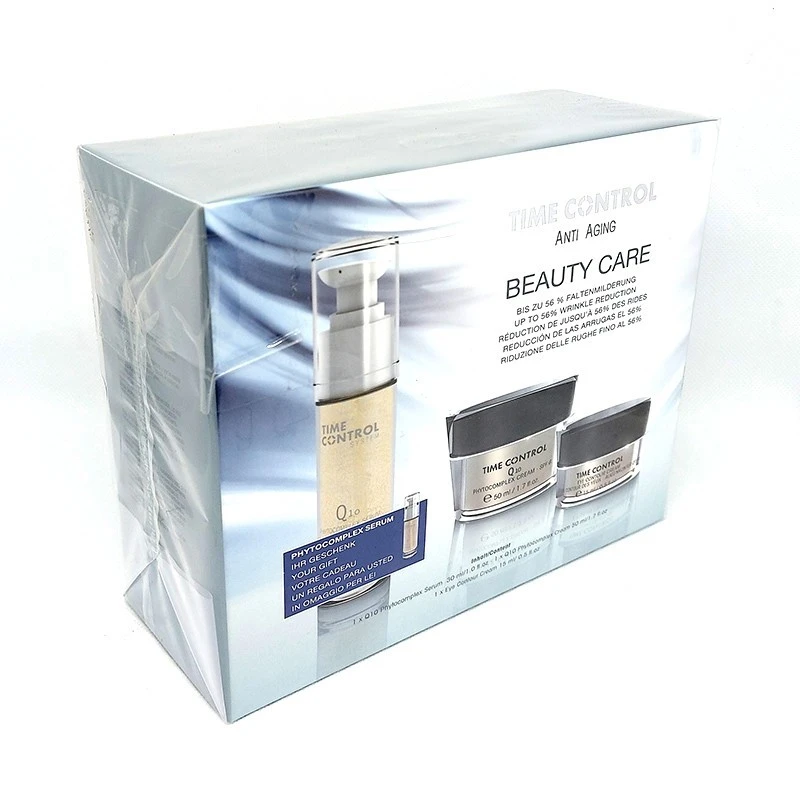 TIME CONTROL
ANTI AGING
BEAUTY CARE
BIS ZU 56 % FALTENMILDERUNG
UP TO 56% WRINKLE REDUCTION
RÉDUCTION DE JUSQU'À 56% DES RIDES
REDUCCIÓN DE LAS ARRUGAS EL 56%
RIDUZIONE DELLE RUGHE FINO AL 56%
TIME
CONTROL
SYSTEM
Q10
TIME CONTROL
Q10
PHYTOCOMPLEX CREAM · SPF
℮ 50 ml / 1.7 fl.oz
TIME CONTROL
EYE CONTOUR CREAM
PHYTOCOMPLEX SERUM
IHR GESCHENK
YOUR GIFT
VOTRE CADEAU
UN REGALO PARA USTED
IN OMAGGIO PER LEI
Inhalt/Content
1 x Q10 Phytocomplex Serum · 30 ml/1.0 fl.oz · 1 x Q10 Phytocomplex Cream 50 ml/1.7 fl.oz
1 x Eye Contour Cream 15 ml/ 0.5 fl.oz